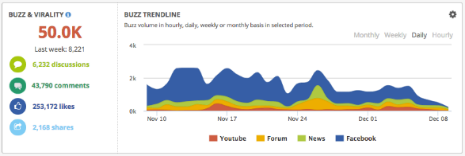 BUZZ & VIRALITY
50.0K
Last week: 8,221
6,232 discussions
43,790 comments
253,172 likes
2,168 shares
BUZZ TRENDLINE
Buzz volume in hourly, daily, weekly or monthly basis in selected period.
Monthly Weekly Daily Hourly
4k
2k
0k
Nov 10 Nov 17 Nov 24 Dec 01 Dec 08
Youtube Forum News Facebook